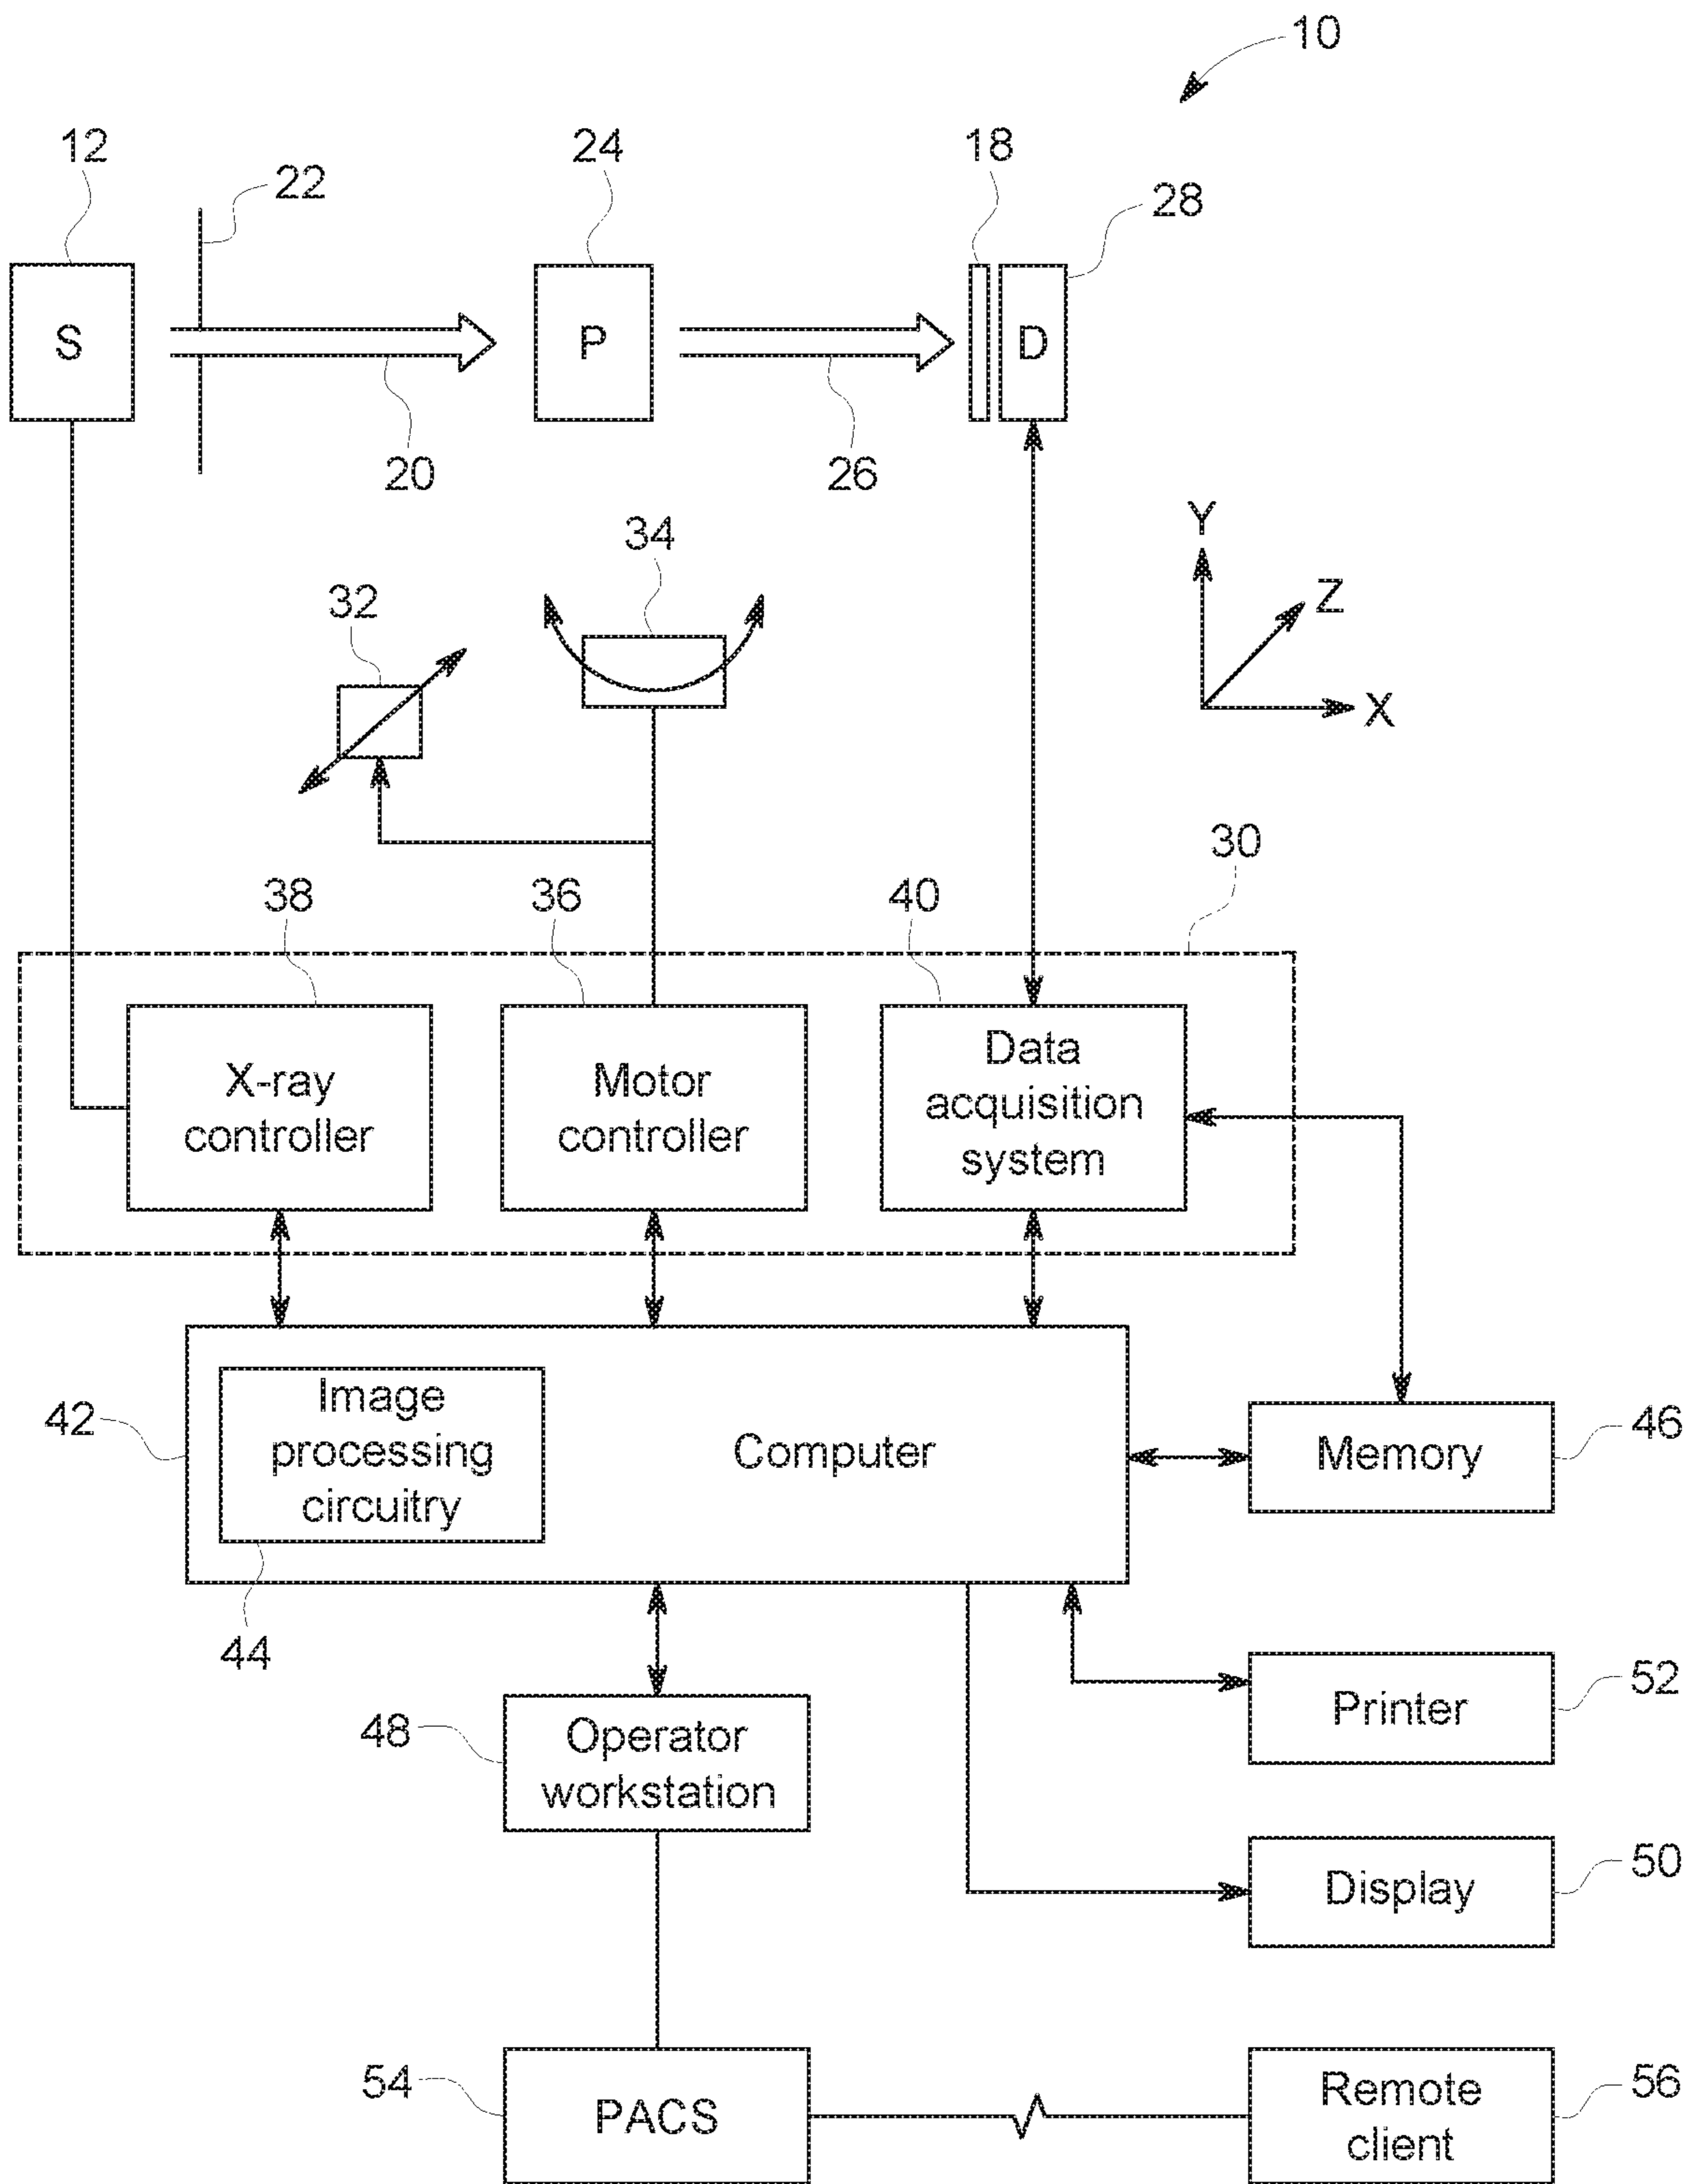 10
12
24
18
22
28
S
P
D
20
26
34
Y
32
Z
X
30
38
36
40
X-ray
controller
Motor
controller
Data
acquisition
system
42
Image
processing
circuitry
Computer
Memory
46
44
48
Operator
workstation
Printer
52
Display
50
54
PACS
Remote
client
56